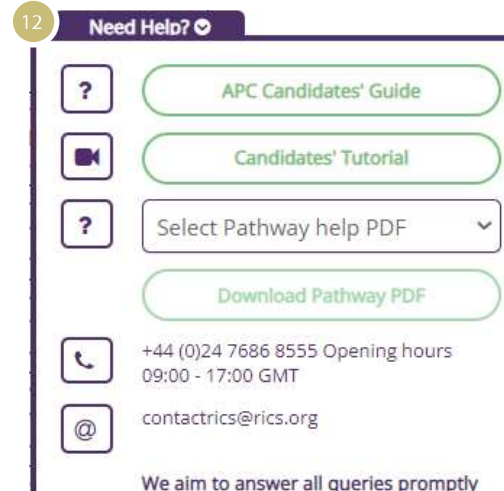 12
Need Help?
? APC Candidates' Guide
Candidates' Tutorial
? Select Pathway help PDF
Download Pathway PDF
+44 (0)24 7686 8555 Opening hours
09:00 - 17:00 GMT
@ contactrics@rics.org
We aim to answer all queries promptly